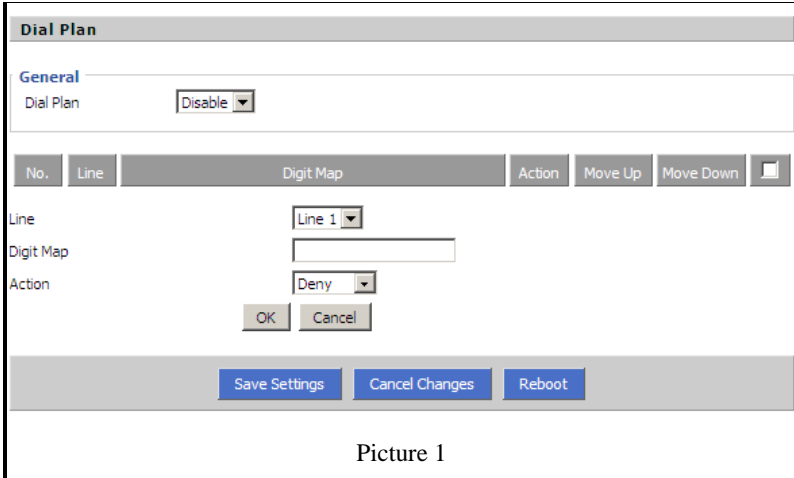 Dial Plan
General
Dial Plan Disable
No. Line Digit Map Action Move Up Move Down
Line Line 1
Digit Map
Action Deny
OK Cancel
Save Settings Cancel Changes Reboot
Picture 1